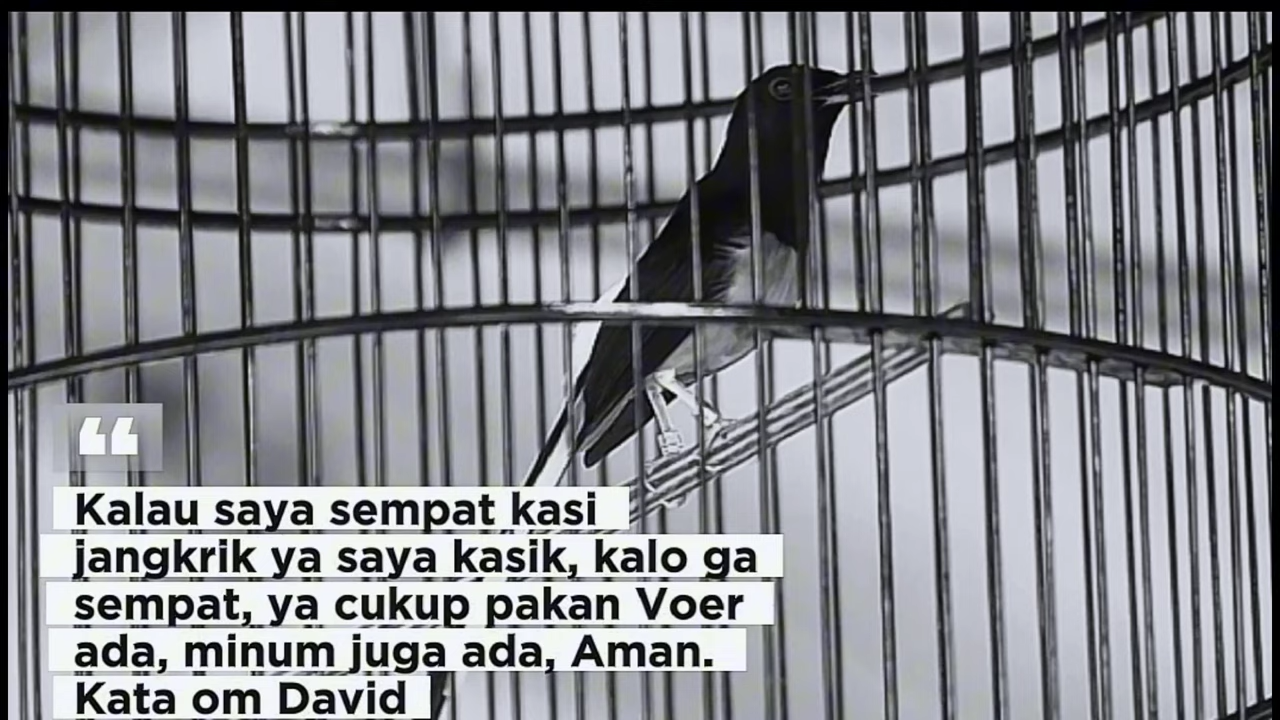 “
Kalau saya sempat kasi
jangkrik ya saya kasik, kalo ga
sempat, ya cukup pakan Voer
ada, minum juga ada, Aman.
Kata om David